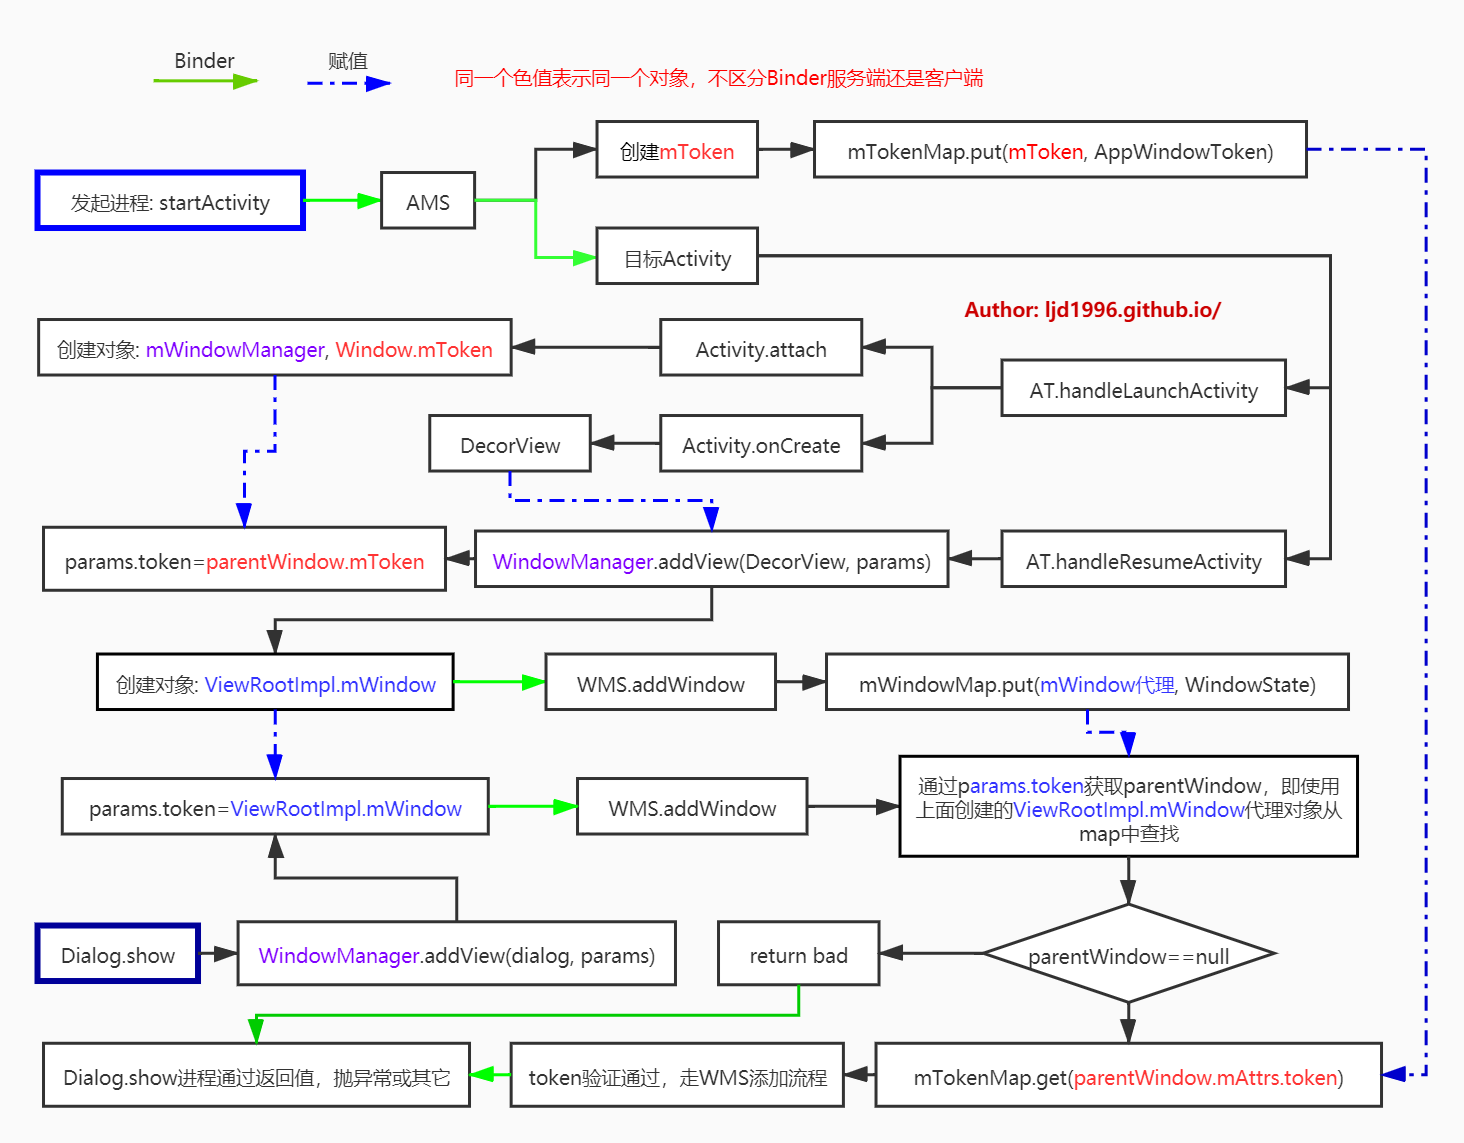 Binder
赋值
同一个色值表示同一个对象，不区分Binder服务端还是客户端
创建mToken
mTokenMap.put(mToken, AppWindowToken)
发起进程: startActivity
AMS
目标Activity
Author: ljd1996.github.io/
创建对象: mWindowManager, Window.mToken
Activity.attach
AT.handleLaunchActivity
DecorView
Activity.onCreate
params.token=parentWindow.mToken
WindowManager.addView(DecorView, params)
AT.handleResumeActivity
创建对象: ViewRootImpl.mWindow
WMS.addWindow
mWindowMap.put(mWindow代理, WindowState)
params.token=ViewRootImpl.mWindow
WMS.addWindow
通过params.token获取parentWindow，即使用
上面创建的ViewRootImpl.mWindow代理对象从
map中查找
Dialog.show
WindowManager.addView(dialog, params)
return bad
parentWindow==null
Dialog.show进程通过返回值，抛异常或其它
token验证通过，走WMS添加流程
mTokenMap.get(parentWindow.mAttrs.token)